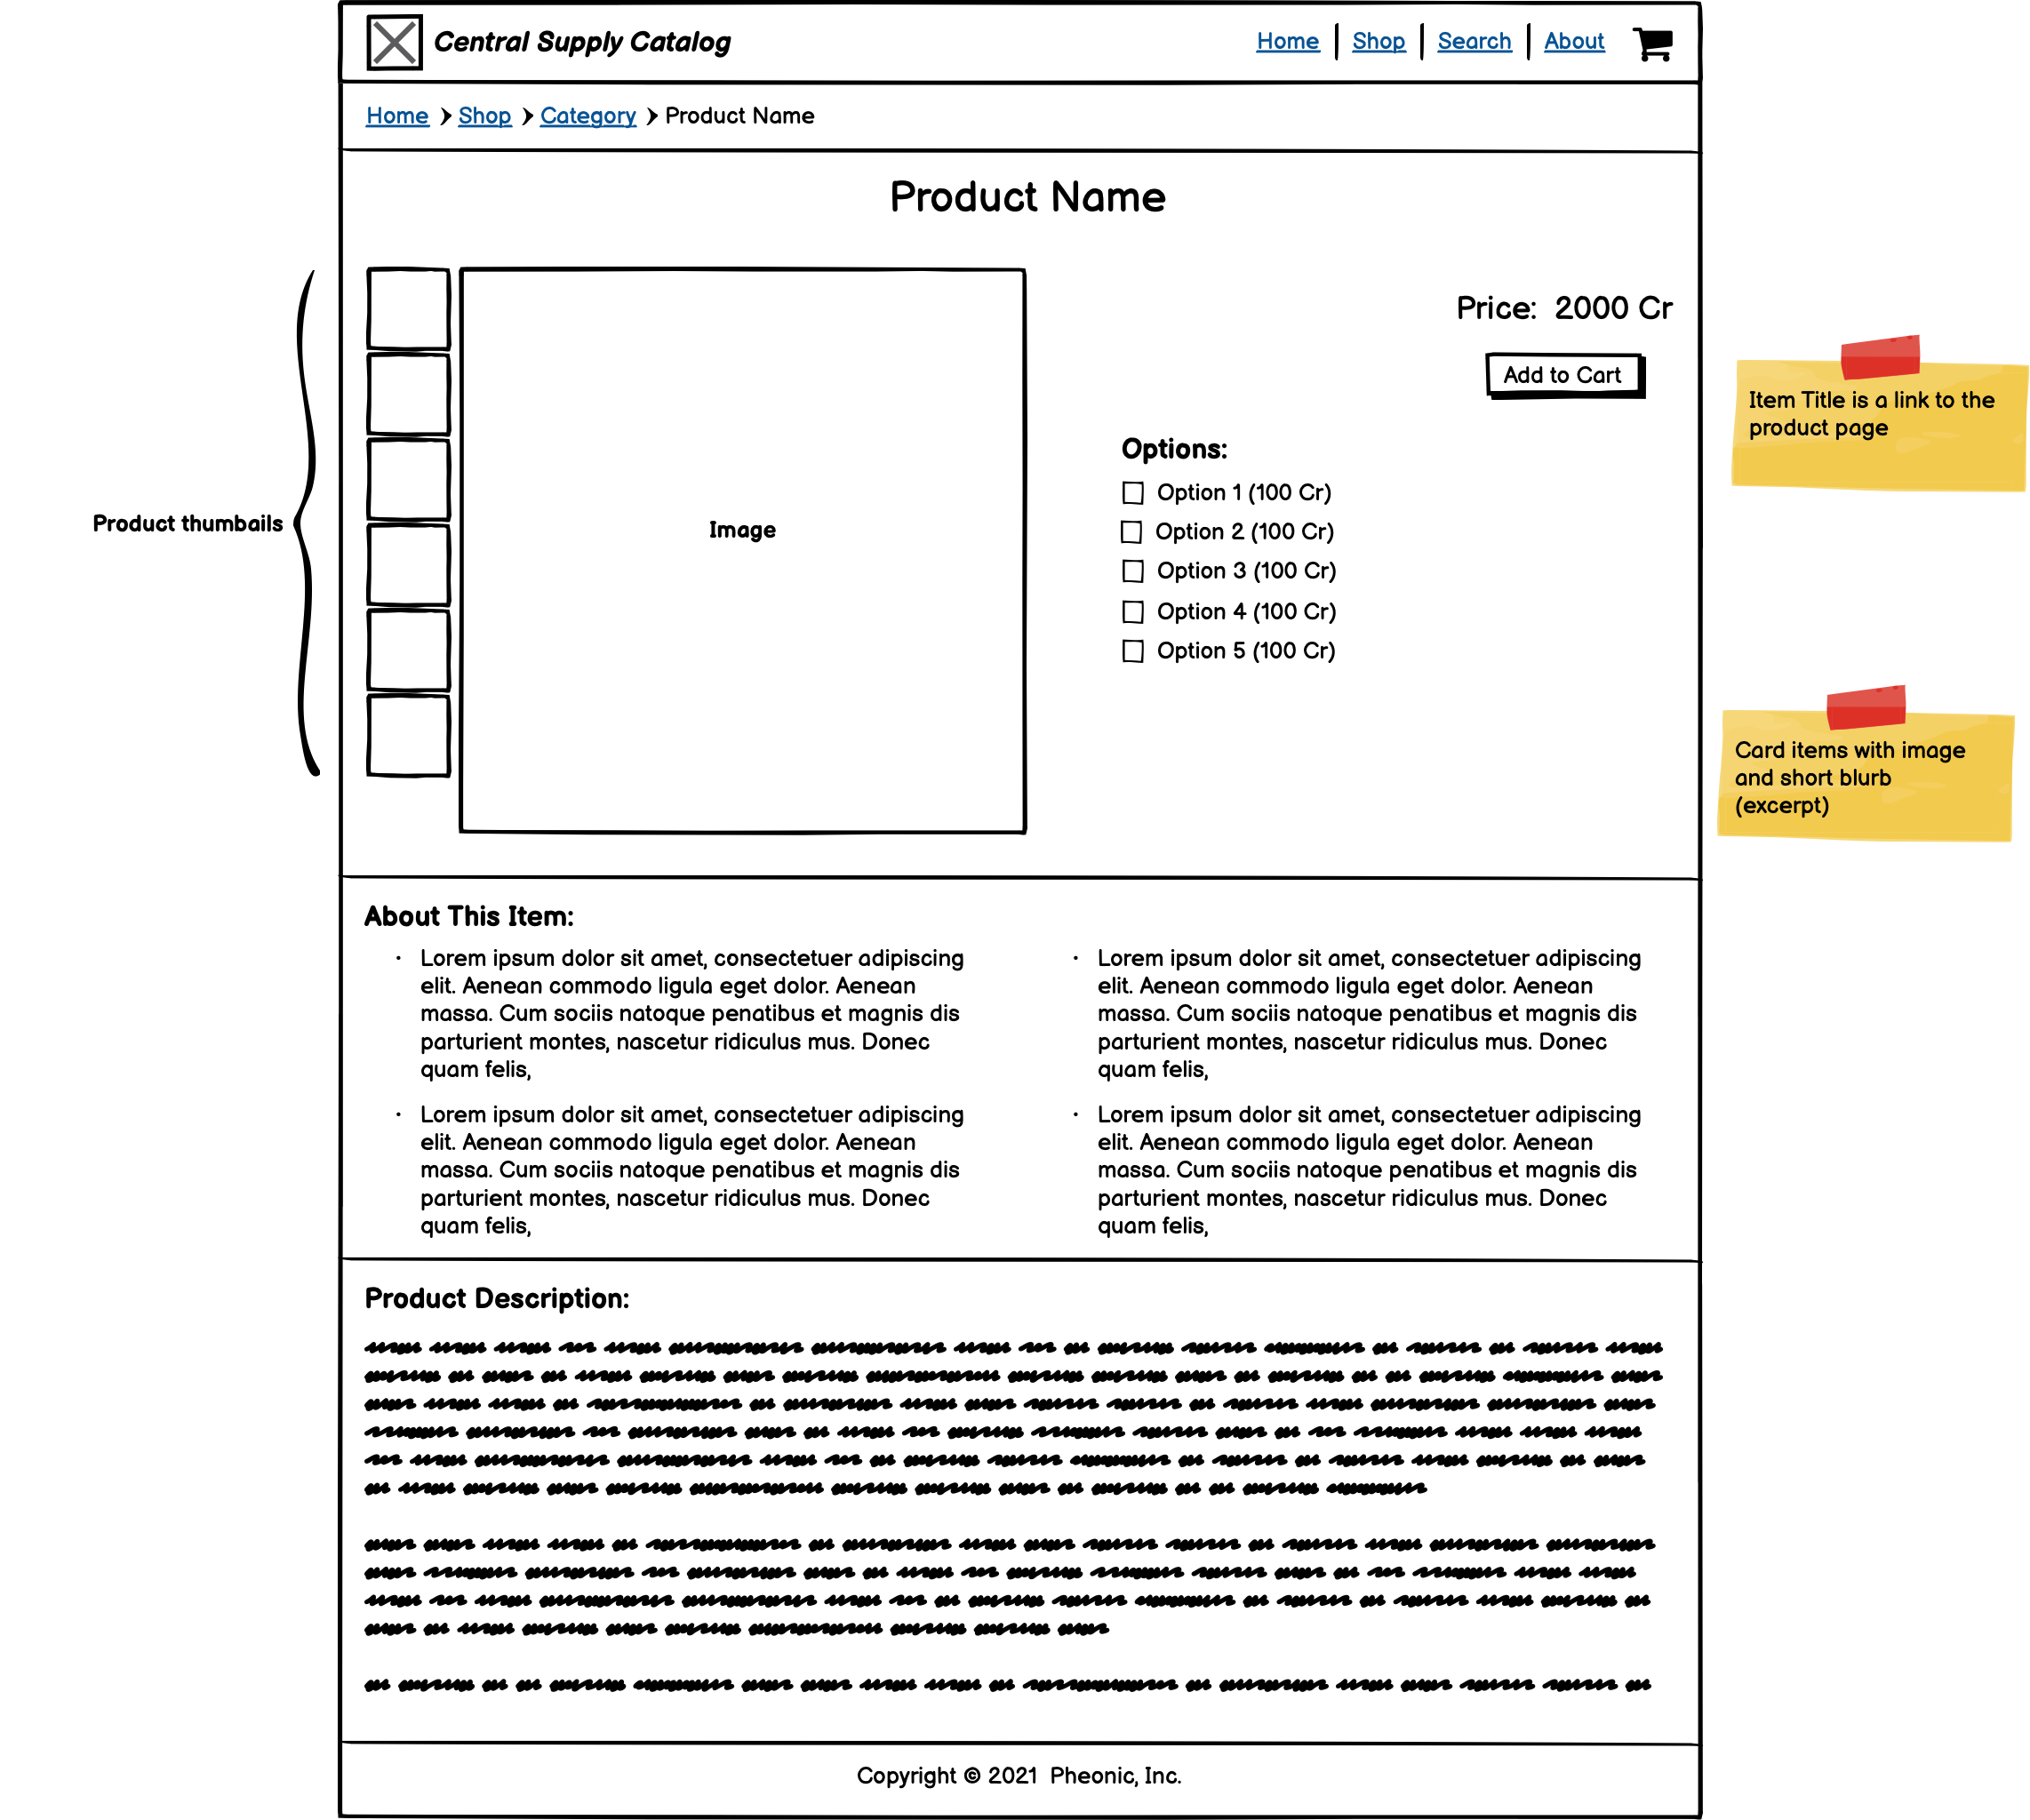 Central Supply Catalog
Home
Shop
Search
About
Home
Shop
Category
Product Name
Product Name
Product thumbails
Image
Price: 2000 Cr
Add to Cart
Options:
Option 1 (100 Cr)
Option 2 (100 Cr)
Option 3 (100 Cr)
Option 4 (100 Cr)
Option 5 (100 Cr)
Item Title is a link to the
product page
Card items with image
and short blurb
(excerpt)
About This Item:
· Lorem ipsum dolor sit amet, consectetuer adipiscing
elit. Aenean commodo ligula eget dolor. Aenean
massa. Cum sociis natoque penatibus et magnis dis
parturient montes, nascetur ridiculus mus. Donec
quam felis,
· Lorem ipsum dolor sit amet, consectetuer adipiscing
elit. Aenean commodo ligula eget dolor. Aenean
massa. Cum sociis natoque penatibus et magnis dis
parturient montes, nascetur ridiculus mus. Donec
quam felis,
· Lorem ipsum dolor sit amet, consectetuer adipiscing
elit. Aenean commodo ligula eget dolor. Aenean
massa. Cum sociis natoque penatibus et magnis dis
parturient montes, nascetur ridiculus mus. Donec
quam felis,
· Lorem ipsum dolor sit amet, consectetuer adipiscing
elit. Aenean commodo ligula eget dolor. Aenean
massa. Cum sociis natoque penatibus et magnis dis
parturient montes, nascetur ridiculus mus. Donec
quam felis,
Product Description:
Copyright © 2021 Pheonic, Inc.